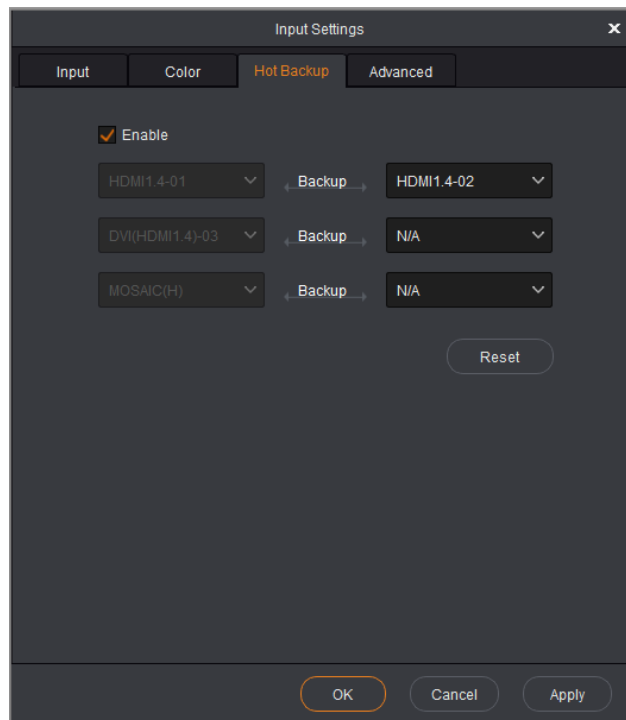 Input Settings
Input Color Hot Backup Advanced
Enable
HDMI1.4-01 Backup HDMI1.4-02
DVI(HDMI1.4)-03 Backup N/A
MOSAIC(H) Backup N/A
Reset
OK Cancel Apply